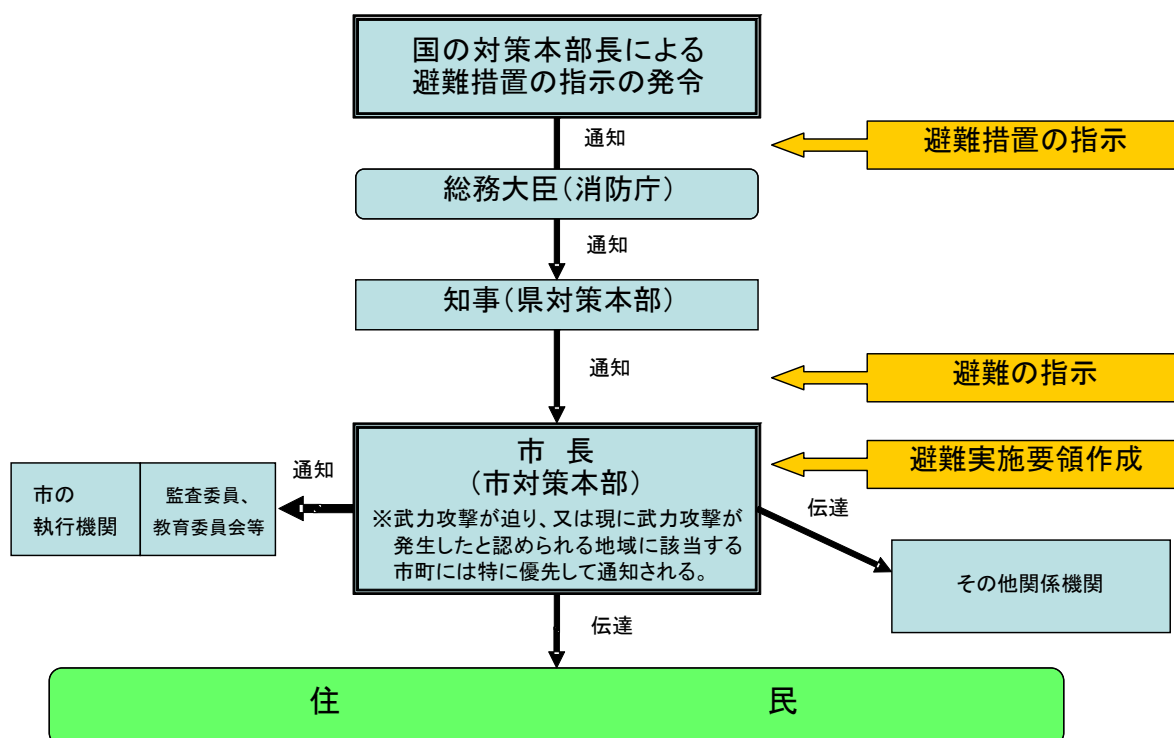 国の対策本部長による
避難措置の指示の発令
通知
避難措置の指示
総務大臣(消防庁)
通知
知事(県対策本部)
通知
避難の指示
市 長
(市対策本部)
※武力攻撃が迫り、又は現に武力攻撃が
発生したと認められる地域に該当する
市町には特に優先して通知される。
避難実施要領作成
通知
市の
執行機関
監査委員、
教育委員会等
伝達
その他関係機関
伝達
住 民